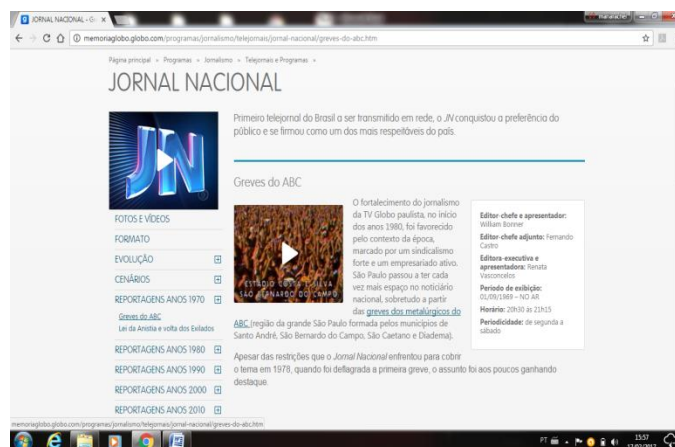 JORNAL NACIONAL - G
memoriaglobo.globo.com/programas/jornalismo/telejornais/jornal-nacional/greves-do-abc.htm
Página principal » Programas » Jornalismo » Telejornais e Programas »
JORNAL NACIONAL
JN
Primeiro telejornal do Brasil a ser transmitido em rede, o JN conquistou a preferência do
público e se firmou como um dos mais respeitáveis do país.
FOTOS E VÍDEOS
FORMATO
EVOLUÇÃO
CENÁRIOS
REPORTAGENS ANOS 1970
Greves do ABC
Lei da Anistia e volta dos Exilados
REPORTAGENS ANOS 1980
REPORTAGENS ANOS 1990
REPORTAGENS ANOS 2000
REPORTAGENS ANOS 2010
Greves do ABC
ESTÁDIO COSTA E SILVA
SÃO BERNARDO DO CAMPO
O fortalecimento do jornalismo
da TV Globo paulista, no início
dos anos 1980, foi favorecido
pelo contexto da época,
marcado por um sindicalismo
forte e um empresariado ativo.
São Paulo passou a ter cada
vez mais espaço no noticiário
nacional, sobretudo a partir
das greves dos metalúrgicos do
ABC (região da grande São Paulo formada pelos municípios de
Santo André, São Bernardo do Campo, São Caetano e Diadema).
Apesar das restrições que o Jornal Nacional enfrentou para cobrir
o tema em 1978, quando foi deflagrada a primeira greve, o assunto foi aos poucos ganhando
destaque.
Editor-chefe e apresentador:
William Bonner
Editor-chefe adjunto: Fernando
Castro
Editora-executiva e
apresentadora: Renata
Vasconcelos
Período de exibição:
01/09/1969 – NO AR
Horário: 20h30 às 21h15
Periodicidade: de segunda a
sábado
memoriaglobo.globo.com/programas/jornalismo/telejornais/jornal-nacional/greves-do-abc.htm
PT
15:57